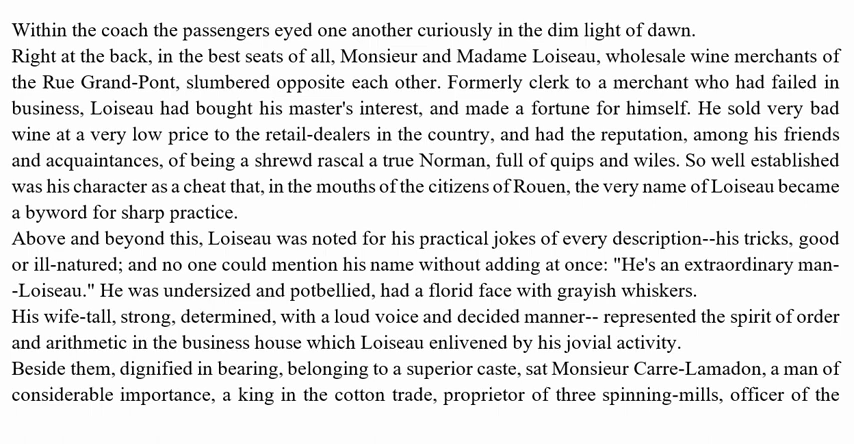 Within the coach the passengers eyed one another curiously in the dim light of dawn.
Right at the back, in the best seats of all, Monsieur and Madame Loiseau, wholesale wine merchants of
the Rue Grand-Pont, slumbered opposite each other. Formerly clerk to a merchant who had failed in
business, Loiseau had bought his master's interest, and made a fortune for himself. He sold very bad
wine at a very low price to the retail-dealers in the country, and had the reputation, among his friends
and acquaintances, of being a shrewd rascal a true Norman, full of quips and wiles. So well established
was his character as a cheat that, in the mouths of the citizens of Rouen, the very name of Loiseau became
a byword for sharp practice.
Above and beyond this, Loiseau was noted for his practical jokes of every description--his tricks, good
or ill-natured; and no one could mention his name without adding at once: "He's an extraordinary man-
-Loiseau." He was undersized and potbellied, had a florid face with grayish whiskers.
His wife-tall, strong, determined, with a loud voice and decided manner-- represented the spirit of order
and arithmetic in the business house which Loiseau enlivened by his jovial activity.
Beside them, dignified in bearing, belonging to a superior caste, sat Monsieur Carre-Lamadon, a man of
considerable importance, a king in the cotton trade, proprietor of three spinning-mills, officer of the